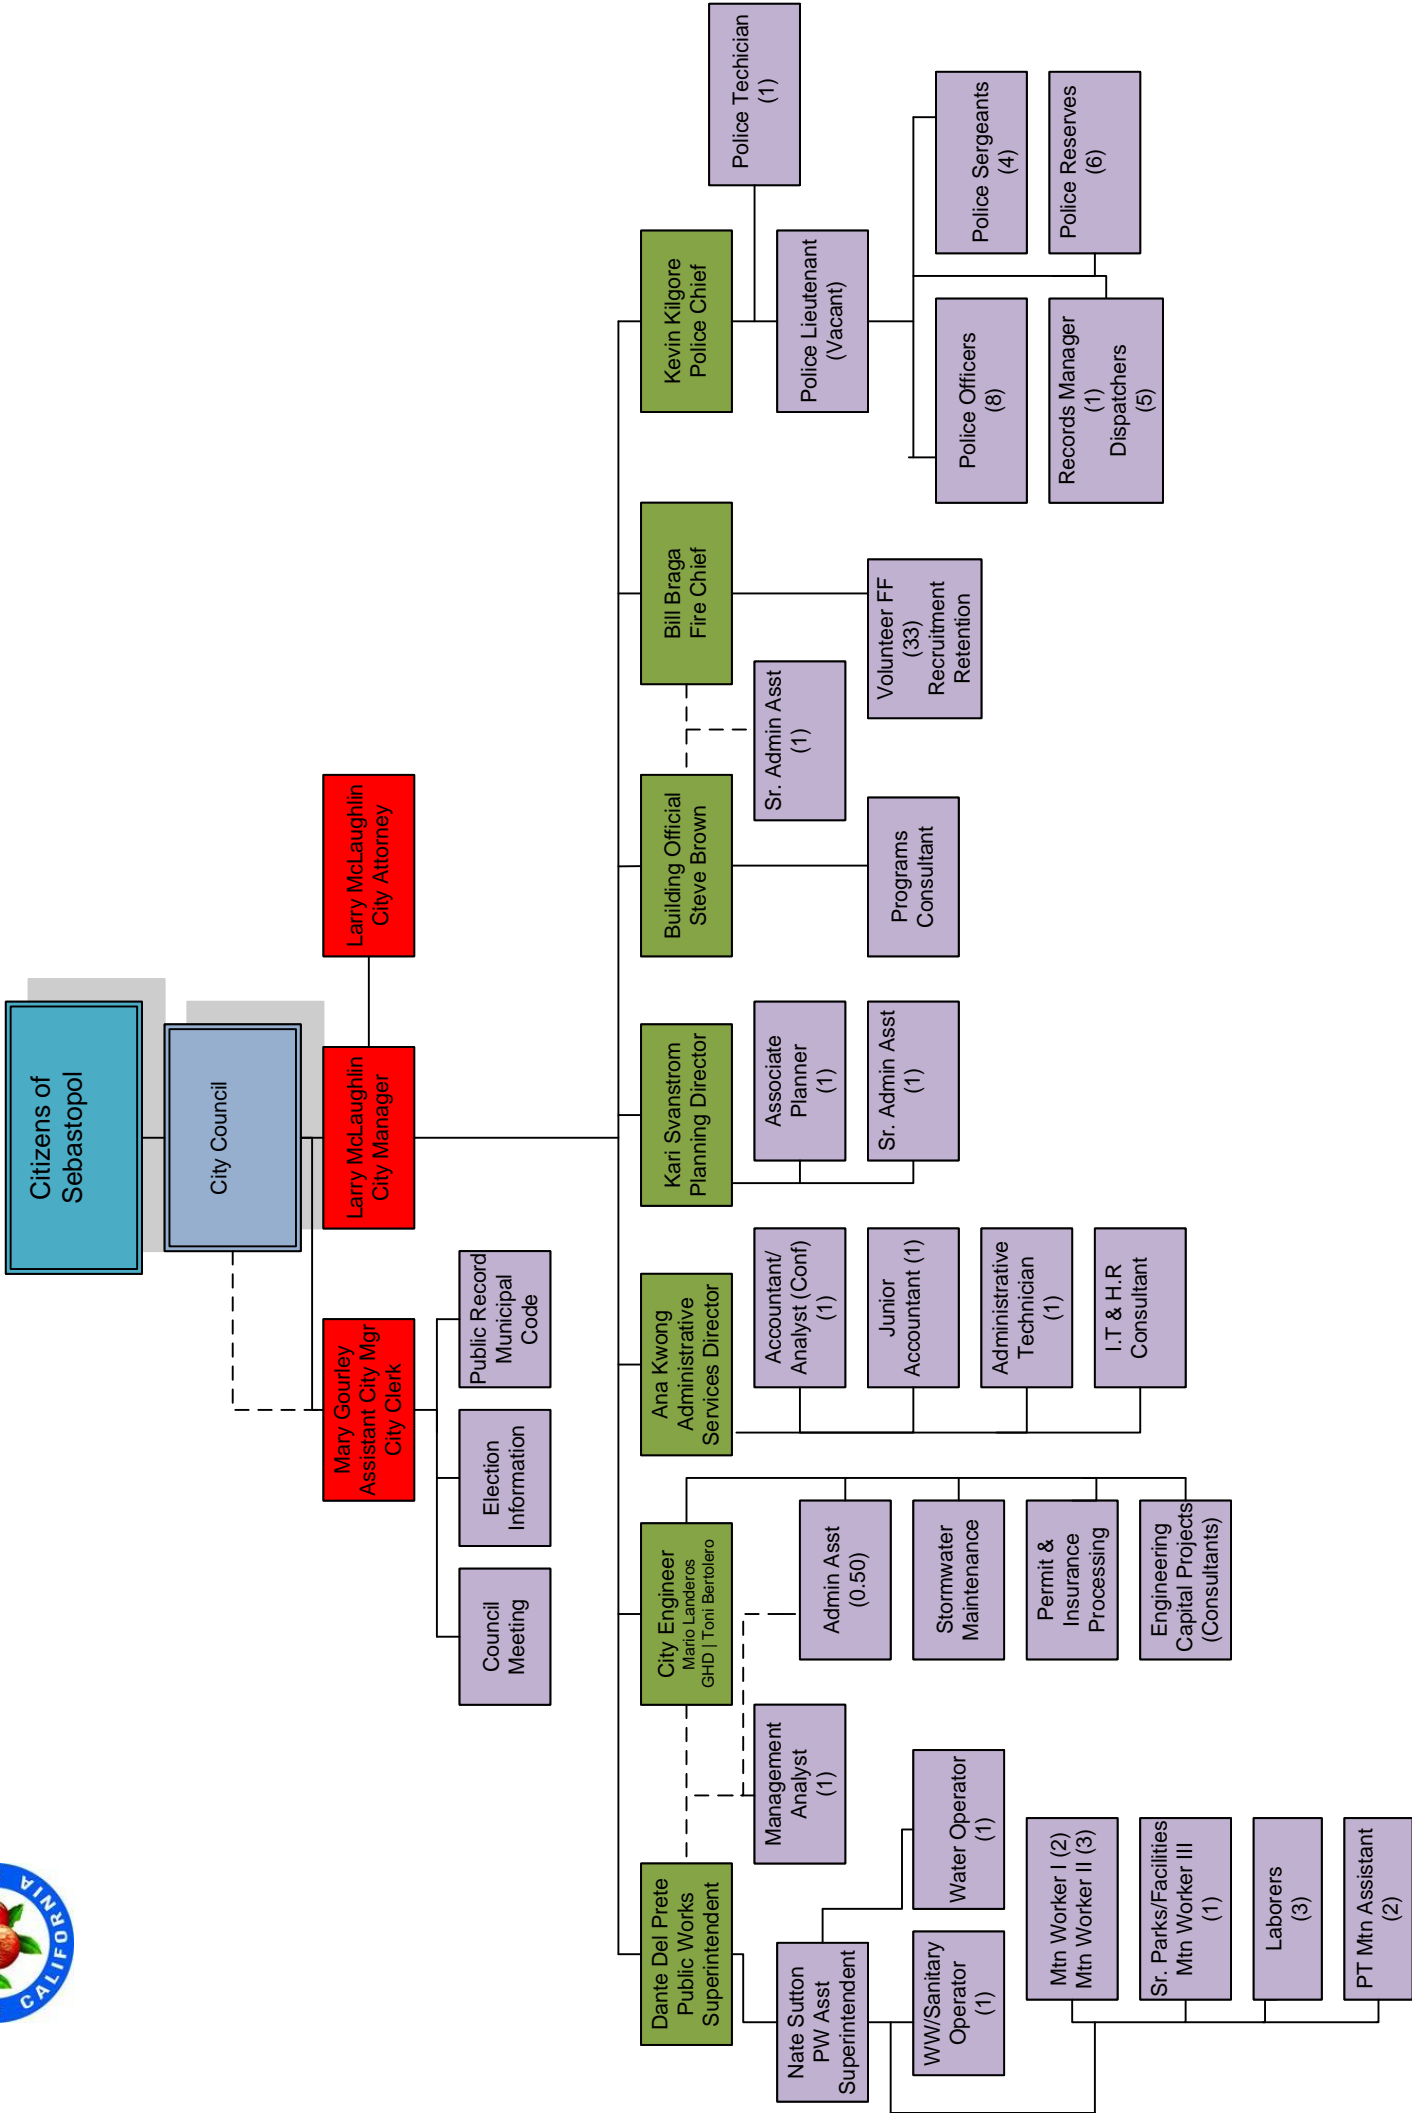 CALIFORNIA
Citizens of
Sebastopol
City Council
Mary Gourley
Assistant City Mgr
City Clerk
Larry McLaughlin
City Manager
Larry McLaughlin
City Attorney
Council
Meeting
Election
Information
Public Record
Municipal
Code
Dante Del Prete
Public Works
Superintendent
City Engineer
Mario Landeros
GHD | Toni Bertolero
Ana Kwong
Administrative
Services Director
Kari Svanstrom
Planning Director
Building Official
Steve Brown
Bill Braga
Fire Chief
Kevin Kilgore
Police Chief
Nate Sutton
PW Asst
Superintendent
WW/Sanitary
Operator
(1)
Water Operator
(1)
Mtn Worker I (2)
Mtn Worker II (3)
Sr. Parks/Facilities
Mtn Worker III
(1)
Laborers
(3)
PT Mtn Assistant
(2)
Management
Analyst
(1)
Admin Asst
(0.50)
Stormwater
Maintenance
Permit &
Insurance
Processing
Engineering
Capital Projects
(Consultants)
Accountant/
Analyst (Conf)
(1)
Junior
Accountant (1)
Administrative
Technician
(1)
I.T & H.R
Consultant
Associate
Planner
(1)
Sr. Admin Asst
(1)
Programs
Consultant
Sr. Admin Asst
(1)
Volunteer FF
(33)
Recruitment
Retention
Police Techician
(1)
Police Lieutenant
(Vacant)
Police Officers
(8)
Police Sergeants
(4)
Records Manager
(1)
Dispatchers
(5)
Police Reserves
(6)